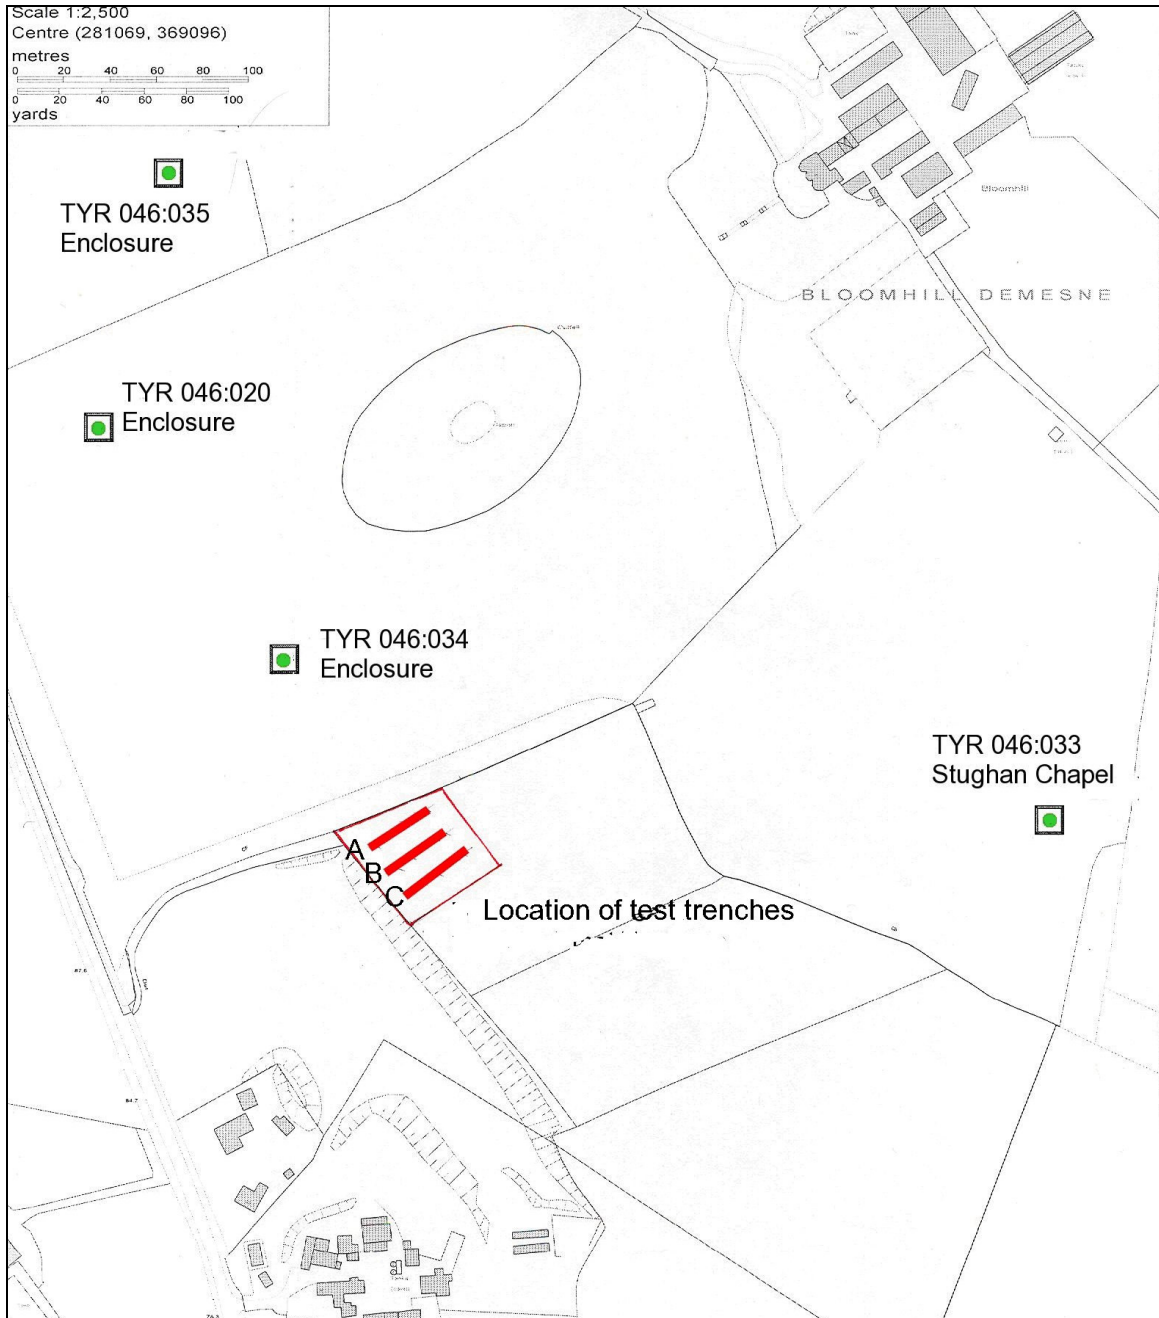 Scale 1:2,500
Centre (281069, 369096)
metres
0 20 40 60 80 100
0 20 40 60 80 100
yards
TYR 046:035
Enclosure
Bloomhill
BLOOMHILL DEMESNE
TYR 046:020
Enclosure
TYR 046:034
Enclosure
TYR 046:033
Stughan Chapel
A
B
C
Location of test trenches